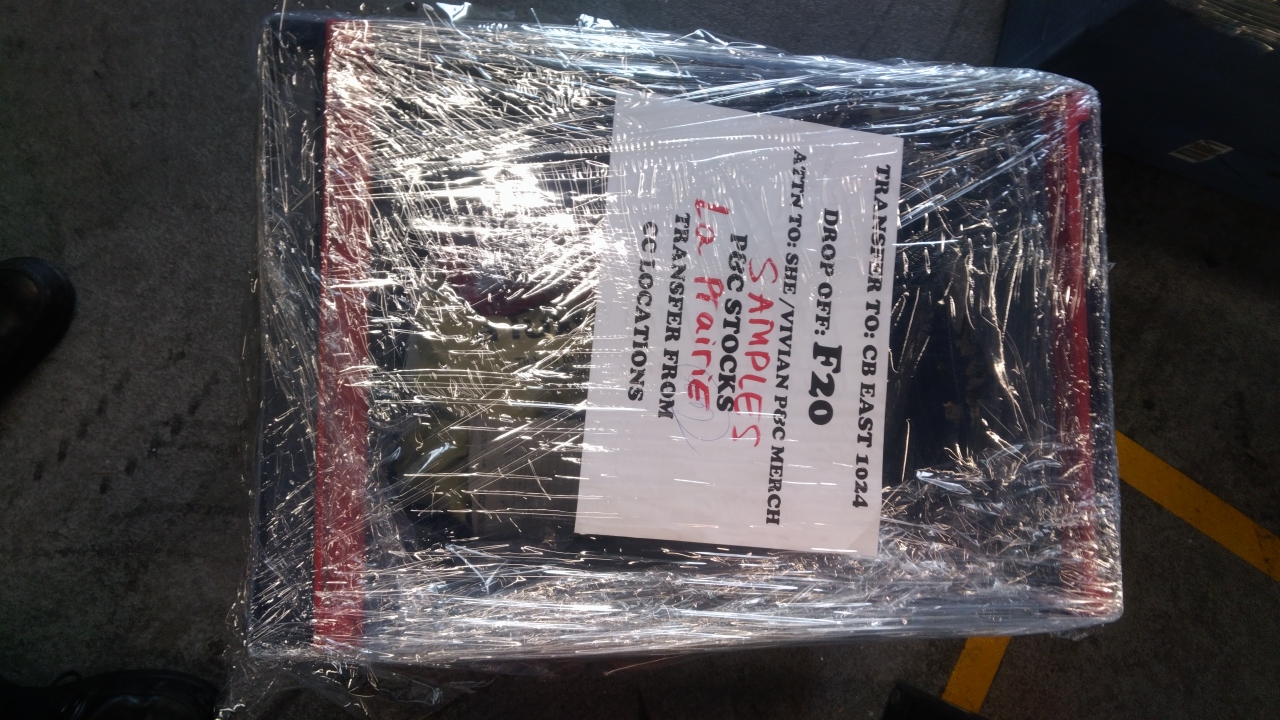 TRANSFER TO: CB EAST 1024
DROP OFF: F20
ATTN TO: SHE /VIVIAN P&C MERCH
SAMPLES
P&C STOCKS
La Prairie
TRANSFER FROM
CC LOCATIONS